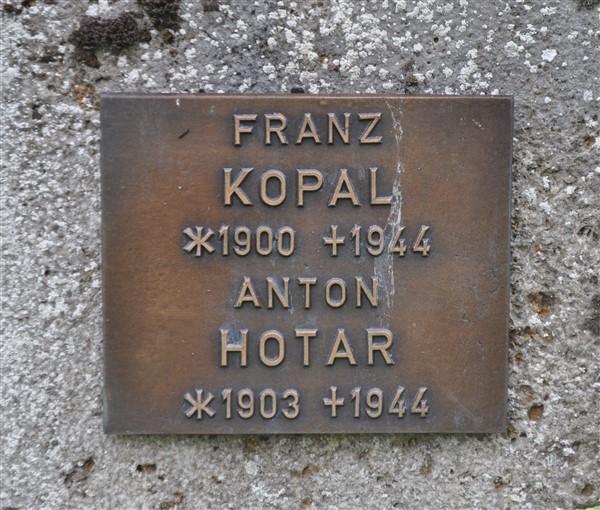 FRANZ
KOPAL
*1900 †1944
ANTON
HOTAR
*1903 †1944